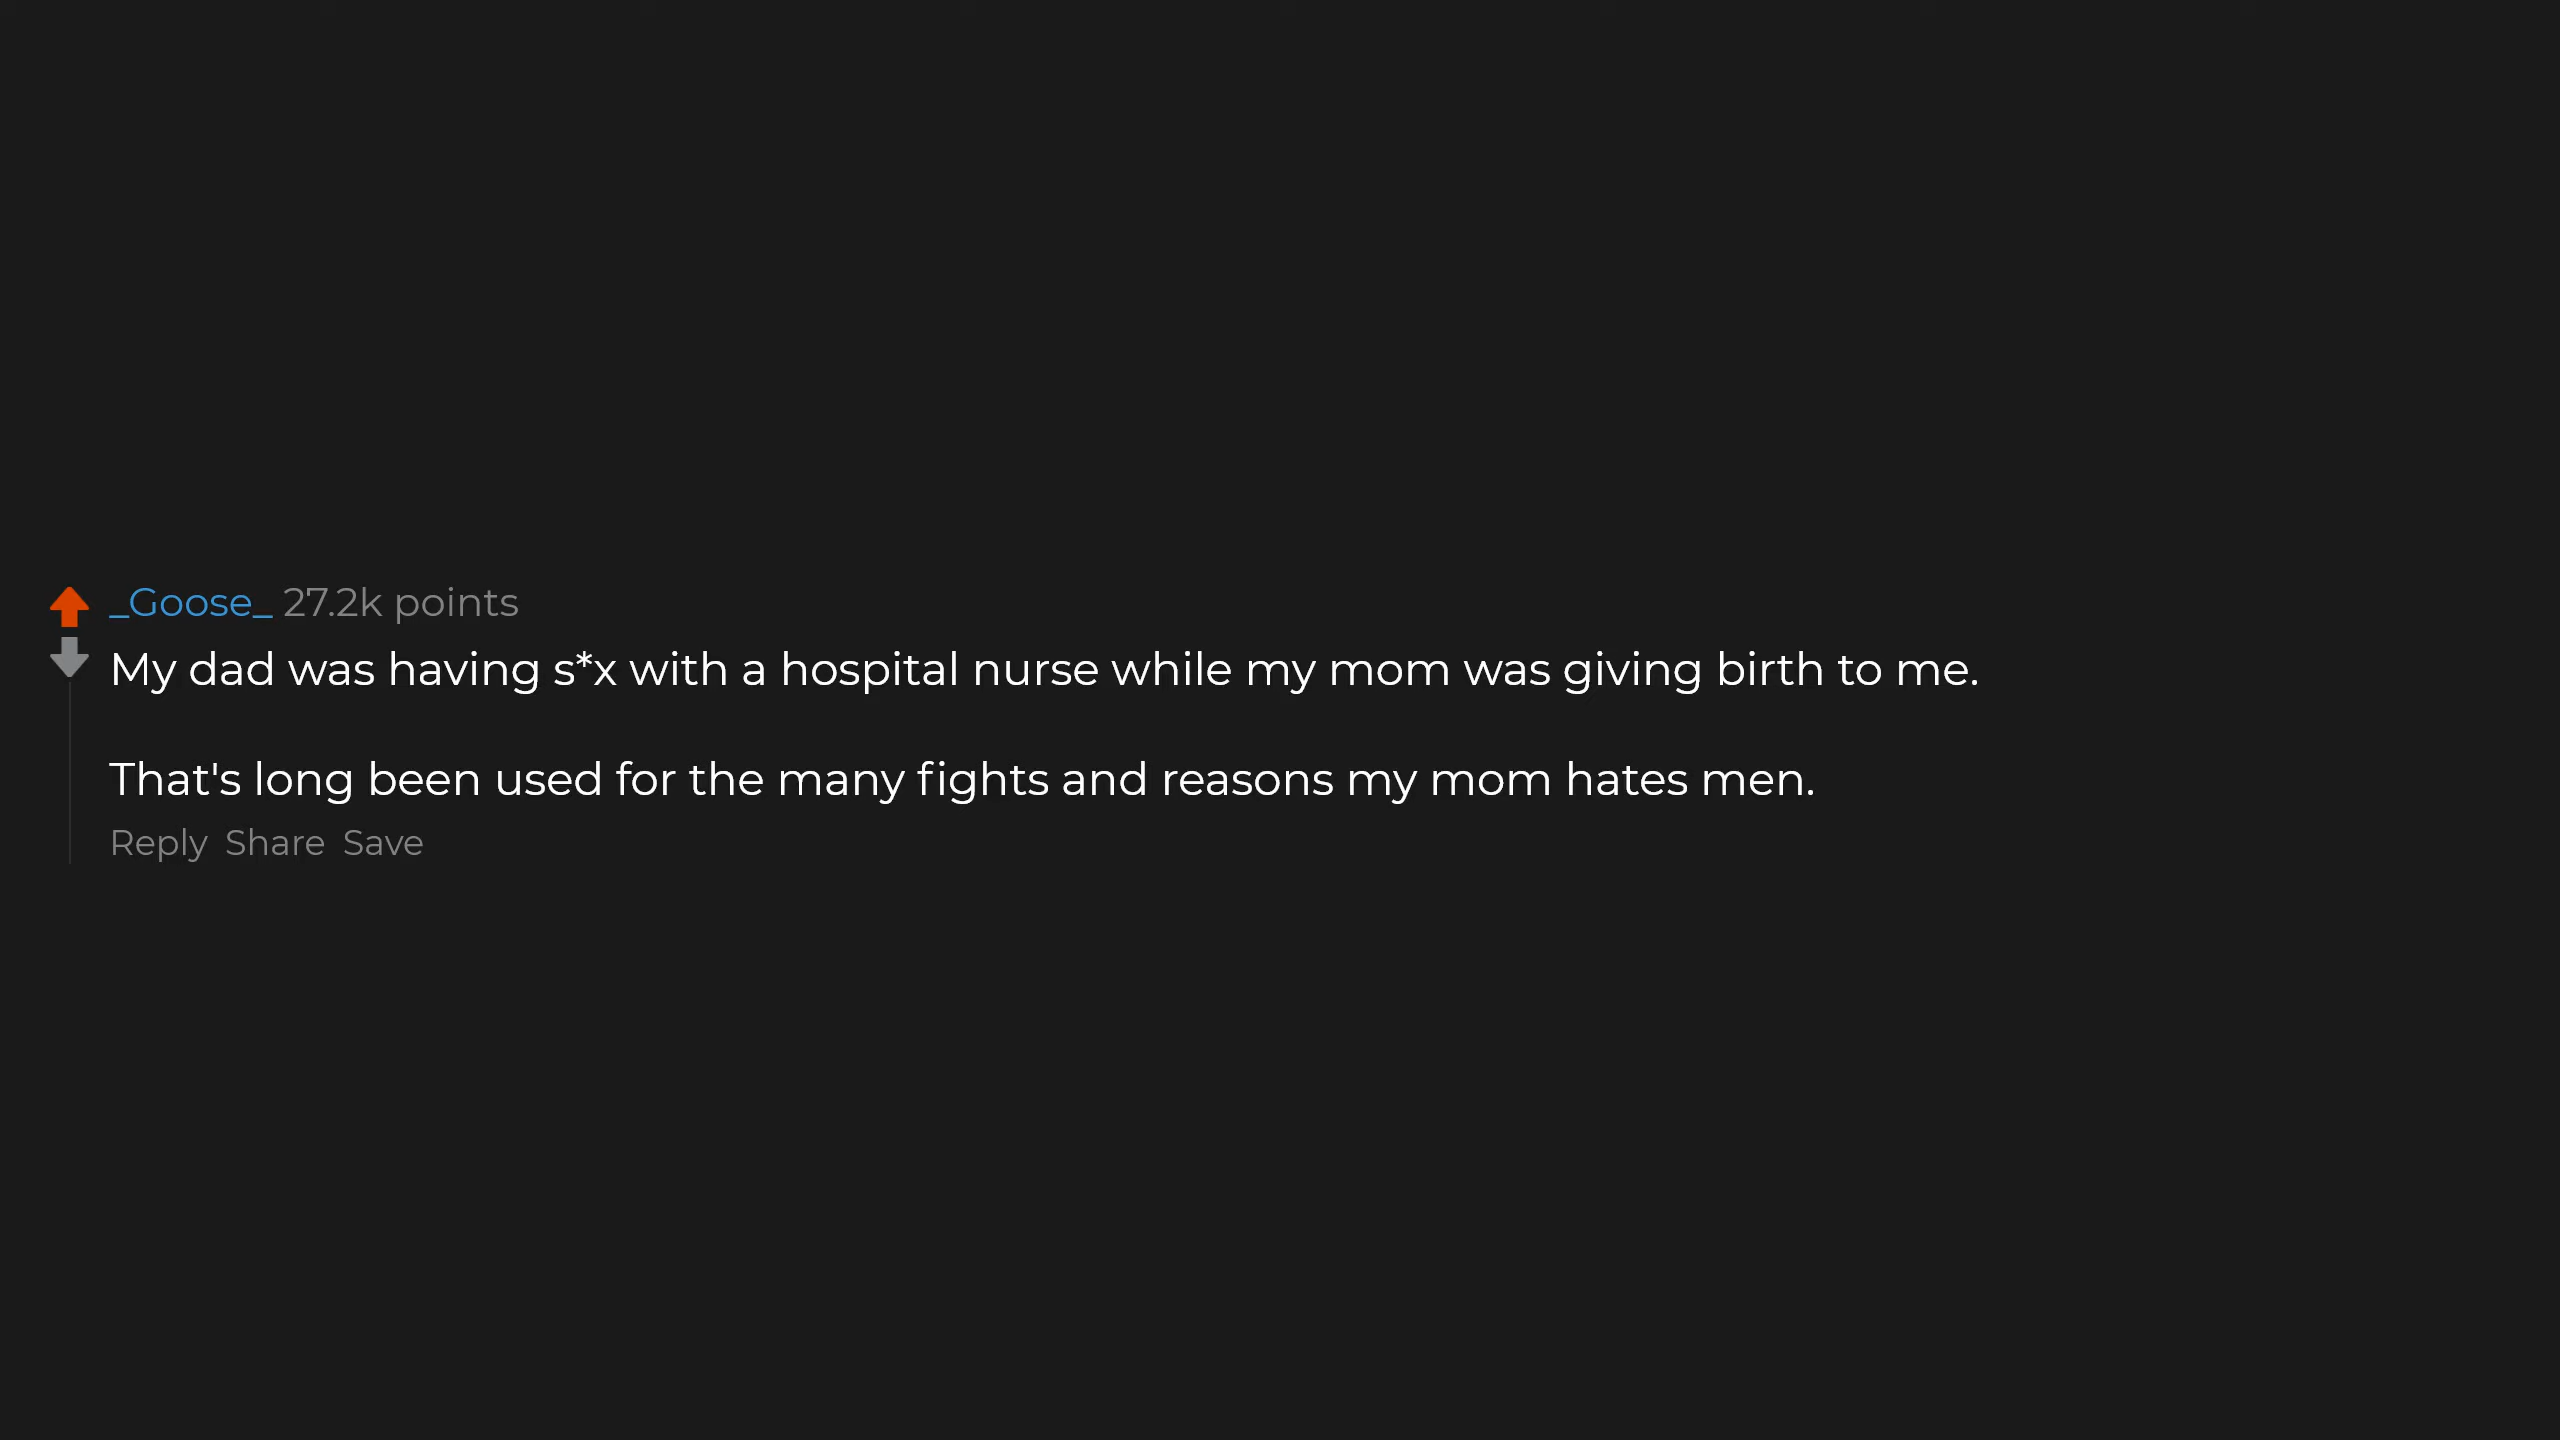 _Goose_ 27.2k points
My dad was having s*x with a hospital nurse while my mom was giving birth to me.
That's long been used for the many fights and reasons my mom hates men.
Reply Share Save